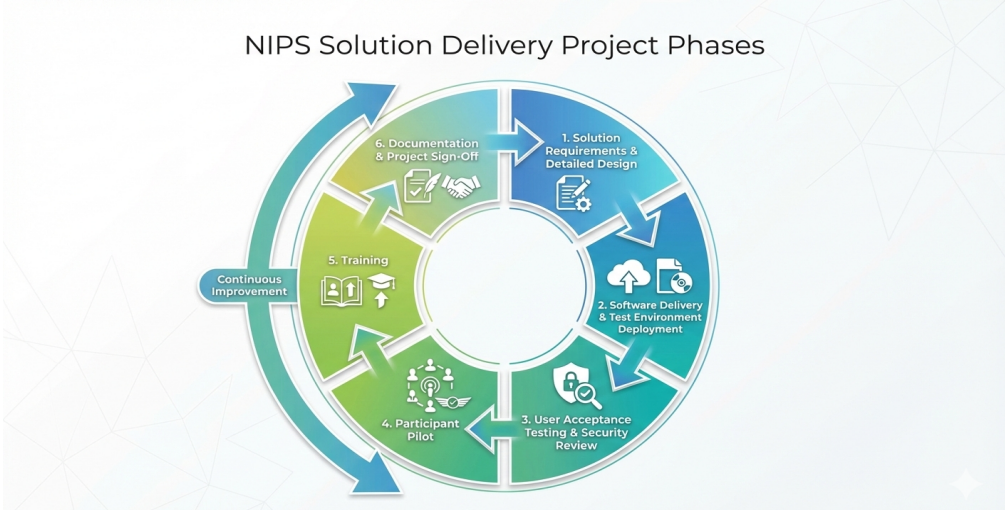 NIPS Solution Delivery Project Phases
6. Documentation
& Project Sign-Off
1. Solution
Requirements &
Detailed Design
5. Training
Continuous
Improvement
2. Software Delivery
& Test Environment
Deployment
4. Participant
Pilot
3. User Acceptance
Testing & Security
Review